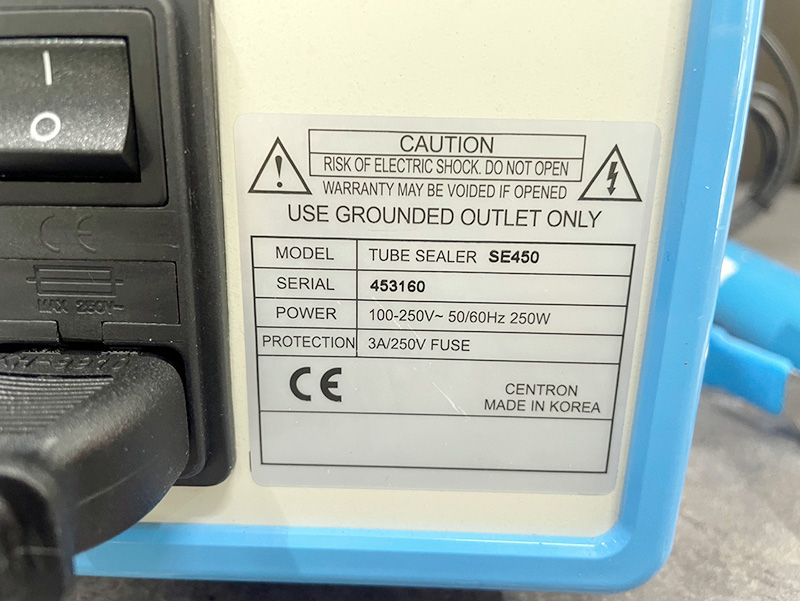 CAUTION
RISK OF ELECTRIC SHOCK. DO NOT OPEN
WARRANTY MAY BE VOIDED IF OPENED
USE GROUNDED OUTLET ONLY
MODEL TUBE SEALER SE450
SERIAL 453160
POWER 100-250V~ 50/60Hz 250W
PROTECTION 3A/250V FUSE
CE CENTRON
MADE IN KOREA
I
O
CE
MAX 250V~